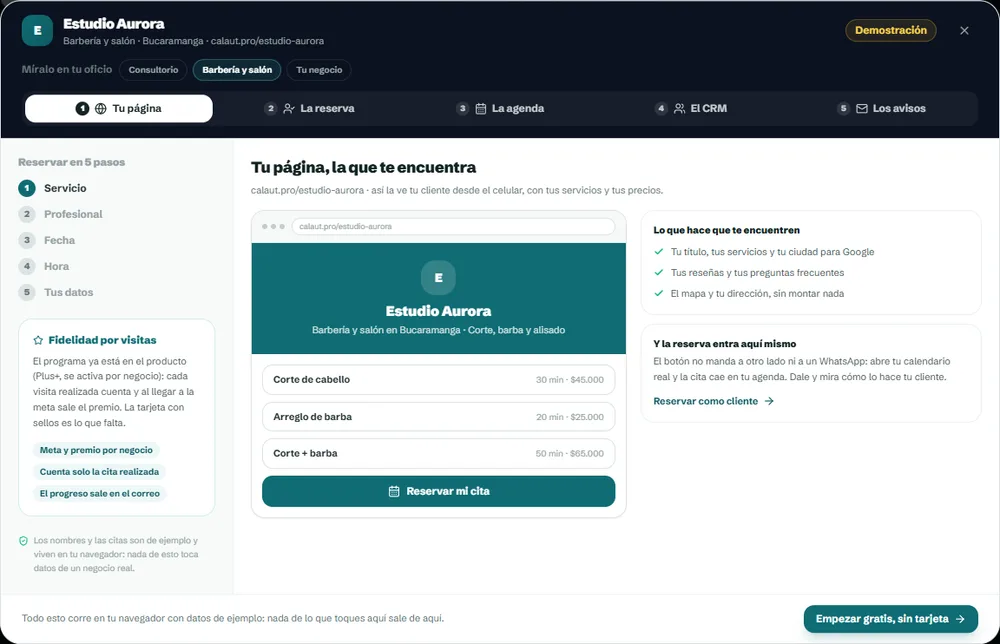 E
Estudio Aurora
Barbería y salón · Bucaramanga · calaut.pro/estudio-aurora
Demostración
Míralo en tu oficio
Consultorio
Barbería y salón
Tu negocio
1 Tu página
2 La reserva
3 La agenda
4 El CRM
5 Los avisos
Reservar en 5 pasos
1 Servicio
2 Profesional
3 Fecha
4 Hora
5 Tus datos
Fidelidad por visitas
El programa ya está en el producto
(Plus+, se activa por negocio): cada
visita realizada cuenta y al llegar a la
meta sale el premio. La tarjeta con
sellos es lo que falta.
Meta y premio por negocio
Cuenta solo la cita realizada
El progreso sale en el correo
Los nombres y las citas son de ejemplo y
viven en tu navegador: nada de esto toca
datos de un negocio real.
Tu página, la que te encuentra
calaut.pro/estudio-aurora · así la ve tu cliente desde el celular, con tus servicios y tus precios.
calaut.pro/estudio-aurora
E
Estudio Aurora
Barbería y salón en Bucaramanga · Corte, barba y alisado
Corte de cabello 30 min · $45.000
Arreglo de barba 20 min · $25.000
Corte + barba 50 min · $65.000
Reservar mi cita
Lo que hace que te encuentren
Tu título, tus servicios y tu ciudad para Google
Tus reseñas y tus preguntas frecuentes
El mapa y tu dirección, sin montar nada
Y la reserva entra aquí mismo
El botón no manda a otro lado ni a un WhatsApp: abre tu calendario
real y la cita cae en tu agenda. Dale y mira cómo lo hace tu cliente.
Reservar como cliente →
Todo esto corre en tu navegador con datos de ejemplo: nada de lo que toques aquí sale de aquí.
Empezar gratis, sin tarjeta →